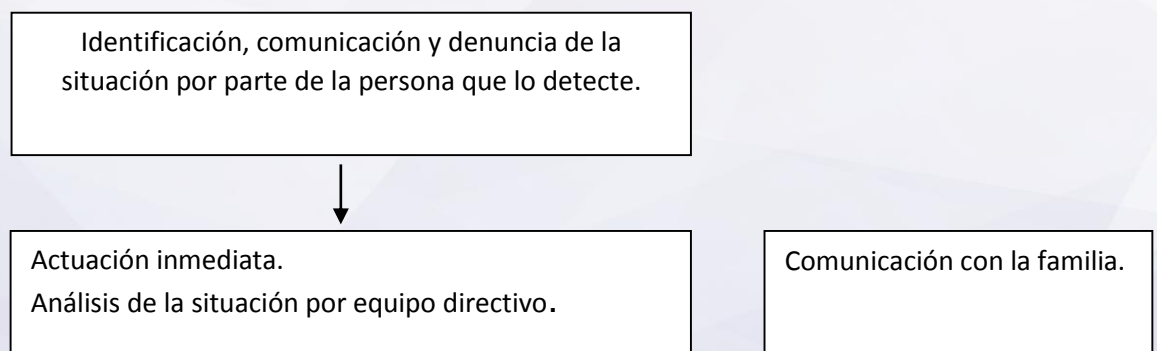 Identificación, comunicación y denuncia de la
situación por parte de la persona que lo detecte.
Actuación inmediata.
Análisis de la situación por equipo directivo.
Comunicación con la familia.